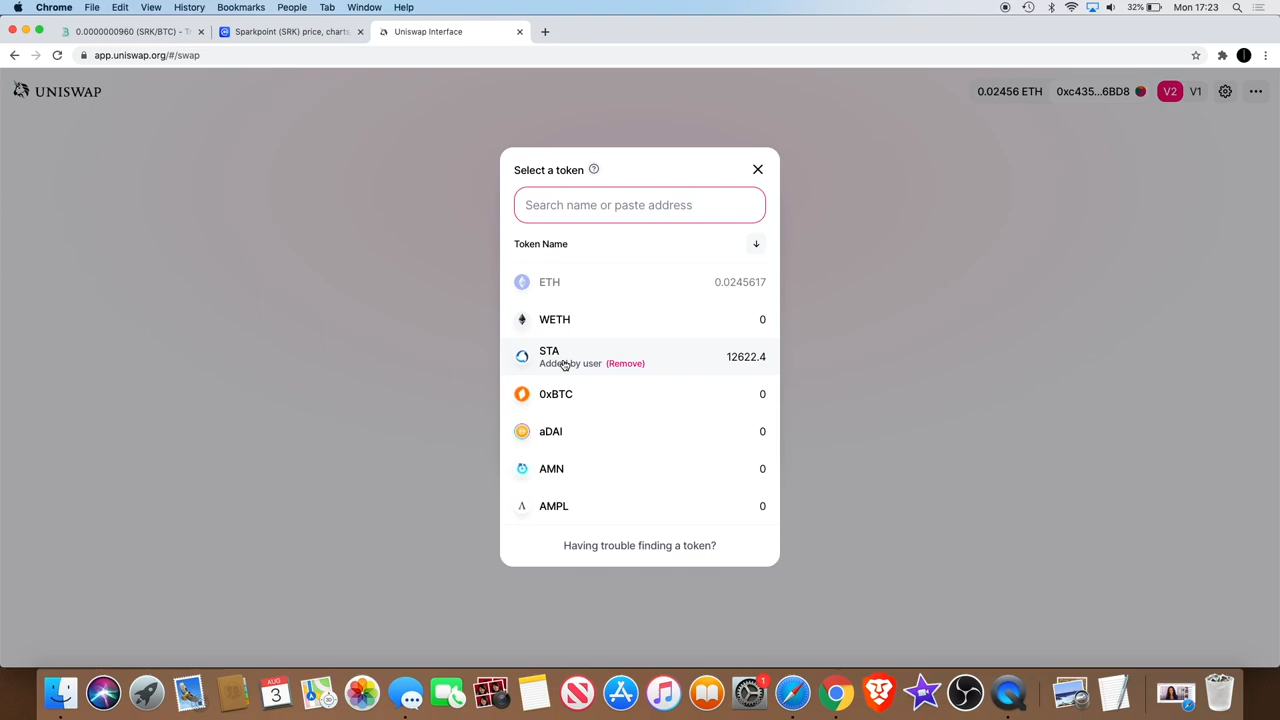 Chrome File Edit View History Bookmarks People Tab Window Help 32% Mon 17:23
0.0000000960 (SRK/BTC) - Tr Sparkpoint (SRK) price, charts, Uniswap Interface
app.uniswap.org/#/swap
UNISWAP 0.02456 ETH 0xc435...6BD8 V2 V1
Select a token
Search name or paste address
Token Name
ETH 0.0245617
WETH 0
STA 12622.4
Added by user (Remove)
0xBTC 0
aDAI 0
AMN 0
AMPL 0
Having trouble finding a token?
AUG
3
1